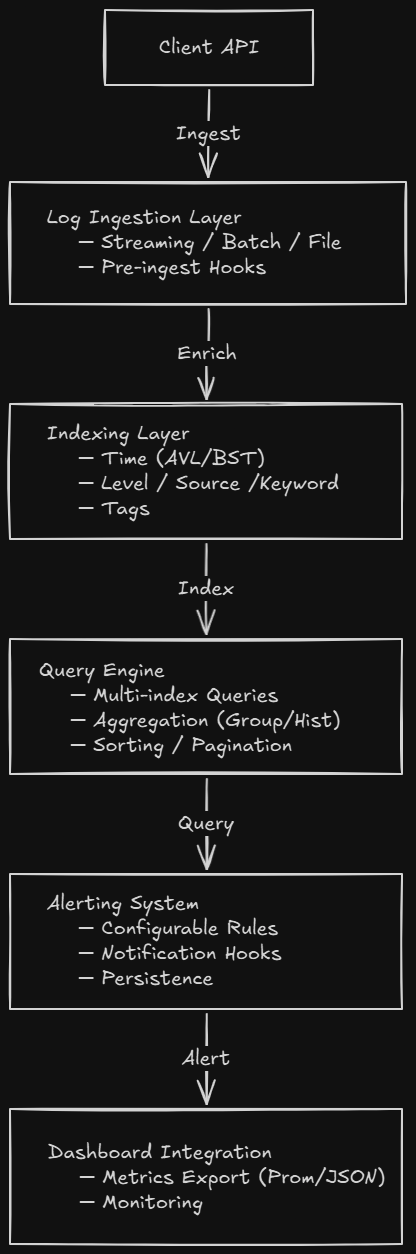 Client API
Ingest
Log Ingestion Layer
— Streaming / Batch / File
— Pre-ingest Hooks
Enrich
Indexing Layer
— Time (AVL/BST)
— Level / Source /Keyword
— Tags
Index
Query Engine
— Multi-index Queries
— Aggregation (Group/Hist)
— Sorting / Pagination
Query
Alerting System
— Configurable Rules
— Notification Hooks
— Persistence
Alert
Dashboard Integration
— Metrics Export (Prom/JSON)
— Monitoring